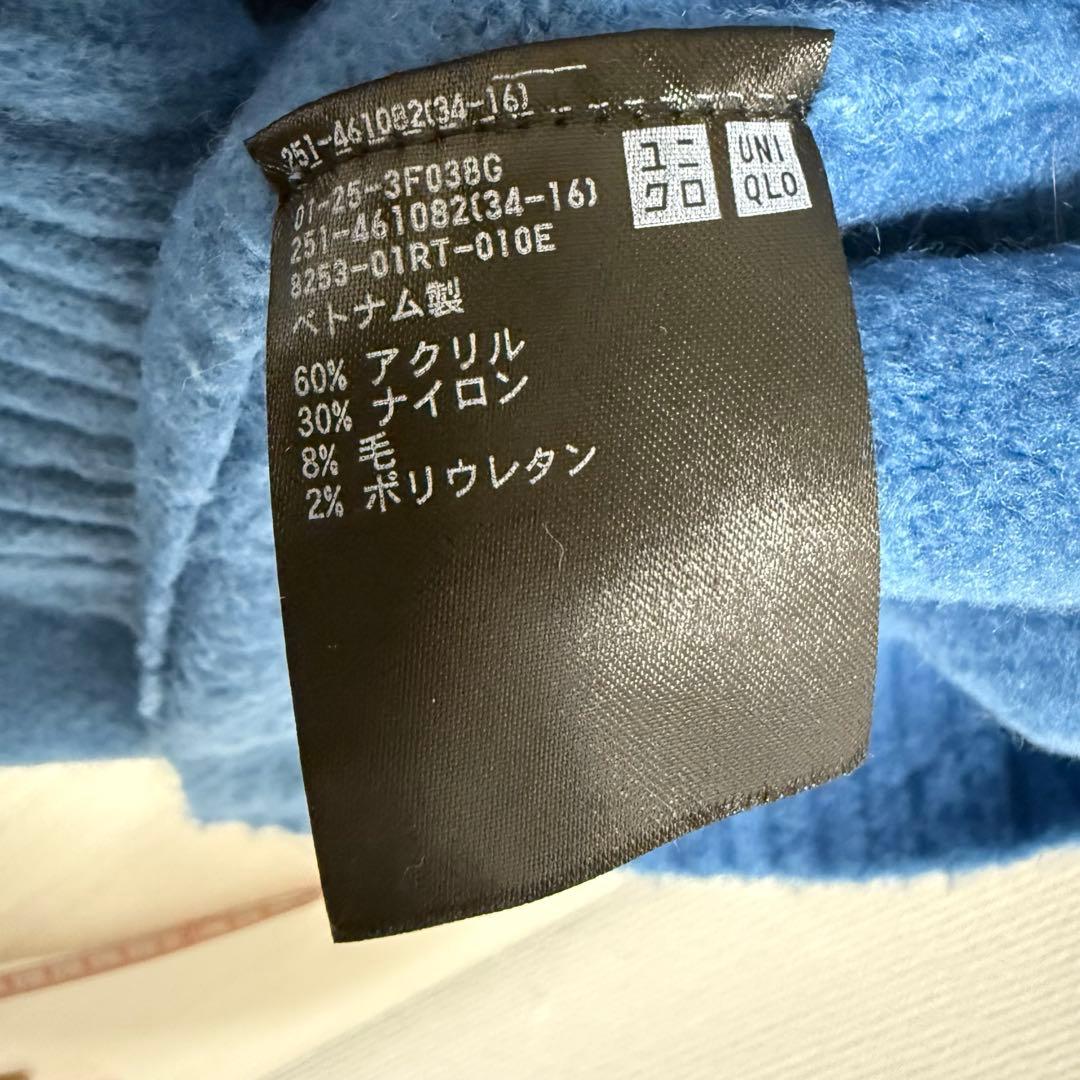 251-461082(34-16)
ユニ
クロ
UNI
QLO
01-25-3F038G
251-461082(34-16)
8253-01RT-010E
ベトナム製
60% アクリル
30% ナイロン
8% 毛
2% ポリウレタン